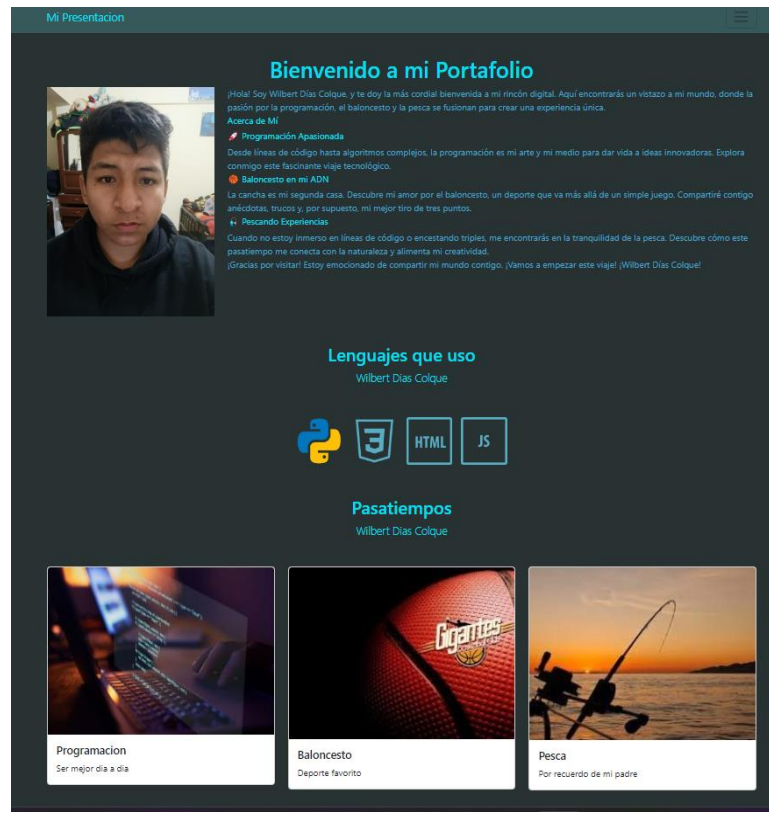 Mi Presentacion
Bienvenido a mi Portafolio
¡Hola! Soy Wilbert Días Colque, y te doy la más cordial bienvenida a mi rincón digital. Aquí encontrarás un vistazo a mi mundo, donde la
pasión por la programación, el baloncesto y la pesca se fusionan para crear una experiencia única.
Acerca de Mí
🚀 Programación Apasionada
Desde líneas de código hasta algoritmos complejos, la programación es mi arte y mi medio para dar vida a ideas innovadoras. Explora
conmigo este fascinante viaje tecnológico.
🏀 Baloncesto en mi ADN
La cancha es mi segunda casa. Descubre mi amor por el baloncesto, un deporte que va más allá de un simple juego. Compartiré contigo
anécdotas, trucos y, por supuesto, mi mejor tiro de tres puntos.
🎣 Pescando Experiencias
Cuando no estoy inmerso en líneas de código o encestando triples, me encontrarás en la tranquilidad de la pesca. Descubre cómo este
pasatiempo me conecta con la naturaleza y alimenta mi creatividad.
¡Gracias por visitar! Estoy emocionado de compartir mi mundo contigo. ¡Vamos a empezar este viaje! ¡Wilbert Días Colque!
Lenguajes que uso
Wilbert Dias Colque
3
HTML
JS
Pasatiempos
Wilbert Dias Colque
Gigantes
Programacion
Ser mejor dia a dia
Baloncesto
Deporte favorito
Pesca
Por recuerdo de mi padre